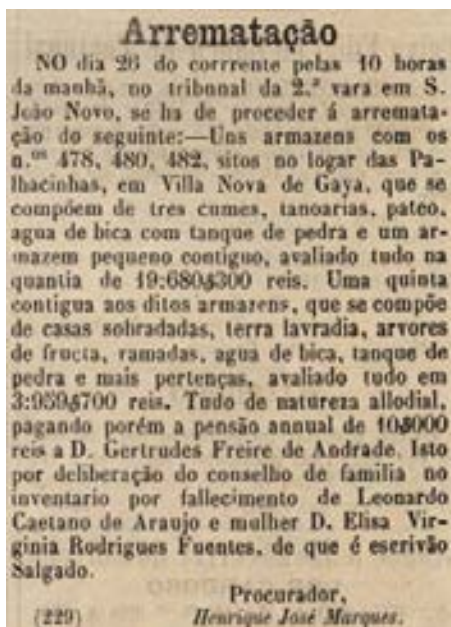 Arrematação
NO dia 26 do corrrente pelas 10 horas
da manhã, no tribunal da 2.ª vara em S.
João Novo, se ha de proceder á arremata-
ção do seguinte:—Uns armazens com os
n.os 478, 480, 482, sitos no logar das Pa-
lhacinhas, em Villa Nova de Gaya, que se
compõem de tres cumes, tanoarias, pateo,
agua de bica com tanque de pedra e um ar-
mazem pequeno contiguo, avaliado tudo na
quantia de 19:680$300 reis. Uma quinta
contigua aos ditos armazens, que se compõe
de casas sobradadas, terra lavradia, arvores
de fructa, ramadas, agua de bica, tanque de
pedra e mais pertenças, avaliado tudo em
3:939$700 reis. Tudo de natureza allodial,
pagando porém a pensão annual de 10$000
reis a D. Gertrudes Freire de Andrade. Isto
por deliberação do conselho de familia no
inventario por fallecimento de Leonardo
Caetano de Araujo e mulher D. Elisa Vir-
ginia Rodrigues Fuentes, de que é escrivão
Salgado.
Procurador,
(229) Henrique José Marques.